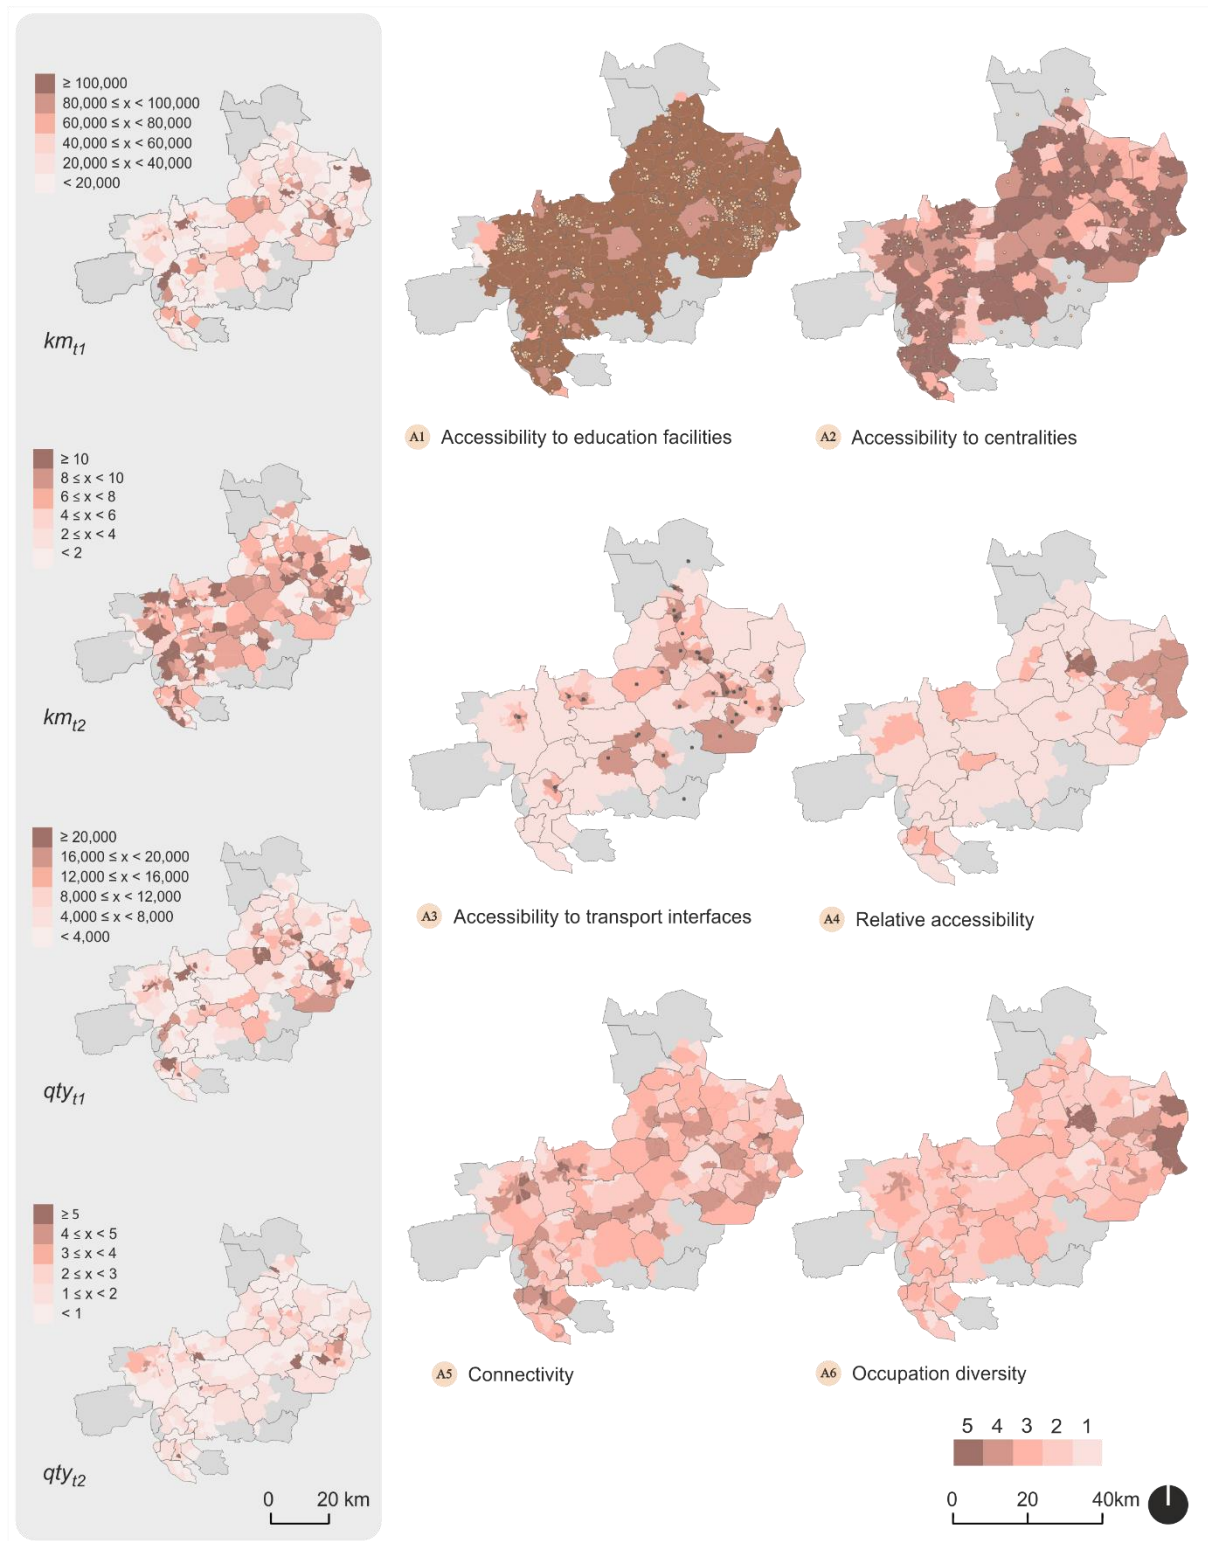 ≥ 100,000
80,000 ≤ x < 100,000
60,000 ≤ x < 80,000
40,000 ≤ x < 60,000
20,000 ≤ x < 40,000
< 20,000
km_t1
≥ 10
8 ≤ x < 10
6 ≤ x < 8
4 ≤ x < 6
2 ≤ x < 4
< 2
km_t2
≥ 20,000
16,000 ≤ x < 20,000
12,000 ≤ x < 16,000
8,000 ≤ x < 12,000
4,000 ≤ x < 8,000
< 4,000
qty_t1
≥ 5
4 ≤ x < 5
3 ≤ x < 4
2 ≤ x < 3
1 ≤ x < 2
< 1
qty_t2
0 20 km
A1 Accessibility to education facilities
A2 Accessibility to centralities
A3 Accessibility to transport interfaces
A4 Relative accessibility
A5 Connectivity
A6 Occupation diversity
5 4 3 2 1
0 20 40km